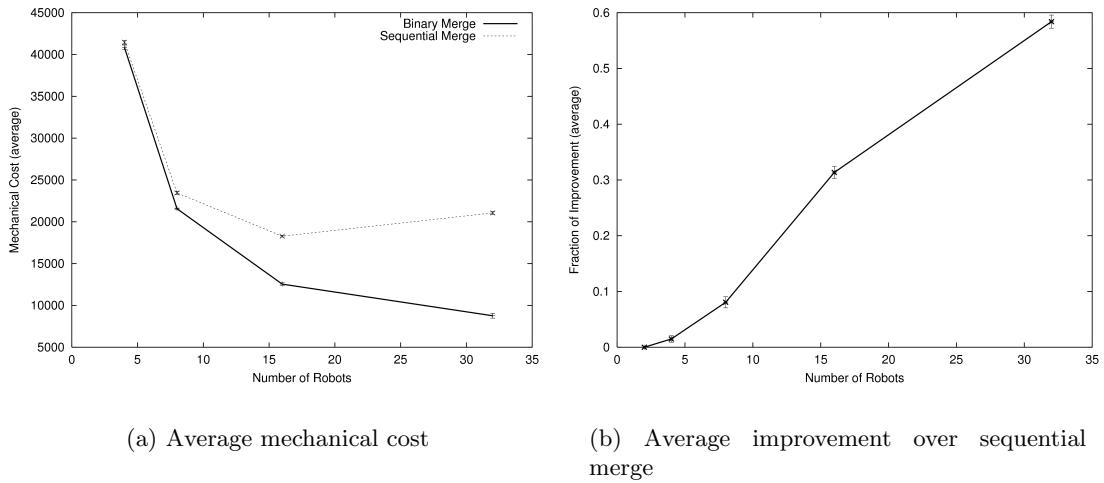 45000
40000
35000
30000
25000
20000
15000
10000
5000
0 5 10 15 20 25 30 35
Mechanical Cost (average)
Number of Robots
Binary Merge
Sequential Merge
0.6
0.5
0.4
0.3
0.2
0.1
0
0 5 10 15 20 25 30 35
Fraction of Improvement (average)
Number of Robots
(a) Average mechanical cost
(b) Average improvement over sequential
merge